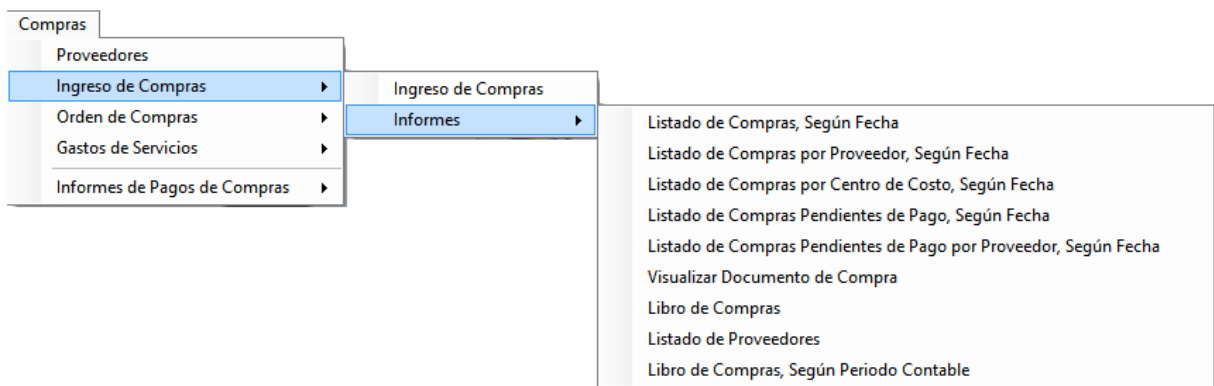 Compras
Proveedores
Ingreso de Compras
Orden de Compras
Gastos de Servicios
Informes de Pagos de Compras
Ingreso de Compras
Informes
Listado de Compras, Según Fecha
Listado de Compras por Proveedor, Según Fecha
Listado de Compras por Centro de Costo, Según Fecha
Listado de Compras Pendientes de Pago, Según Fecha
Listado de Compras Pendientes de Pago por Proveedor, Según Fecha
Visualizar Documento de Compra
Libro de Compras
Listado de Proveedores
Libro de Compras, Según Periodo Contable